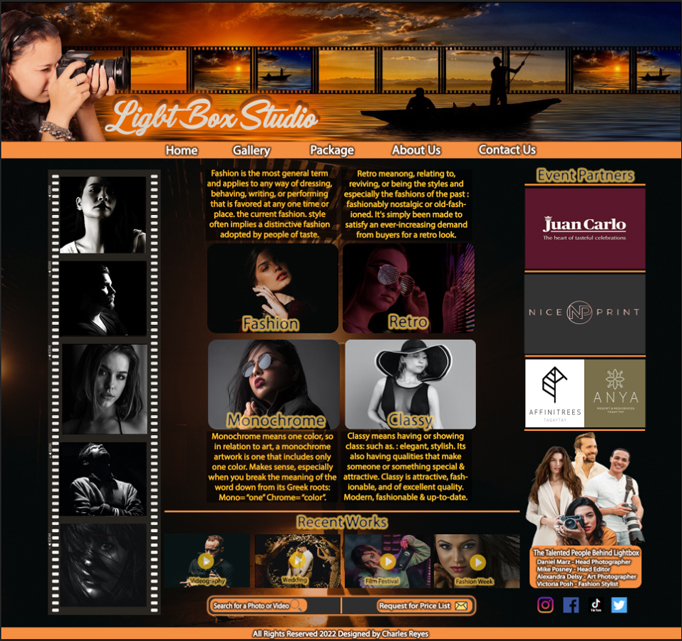 Ligbt Box Studio
Home Gallery Package About Us Contact Us
Fashion is the most general term
and applies to any way of dressing,
behaving, writing, or performing
that is favored at any one time or
place. the current fashion. style
often implies a distinctive fashion
adopted by people of taste.
Retro meanong, relating to,
reviving, or being the styles and
especially the fashions of the past :
fashionably nostalgic or old-fash-
ioned. It's simply been made to
satisfy an ever-increasing demand
from buyers for a retro look.
Fashion
Retro
Monochrome
Classy
Monochrome means one color, so
in relation to art, a monochrome
artwork is one that includes only
one color. Makes sense, especially
when you break the meaning of the
word down from its Greek roots:
Mono= “one” Chrome= “color”.
Classy means having or showing
class: such as. : elegant, stylish. Its
also having qualities that make
someone or something special &
attractive. Classy is attractive, fash-
ionable, and of excellent quality.
Modern, fashionable & up-to-date.
Recent Works
Videography
Wedding
Film Festival
Fashion Week
Search for a Photo or Video
Request for Price List
Event Partners
Juan Carlo
The heart of tasteful celebrations
NICE NP PRINT
AFFINITREES
ANYA
The Talented People Behind Lightbox
Daniel Marz - Head Photographer
Mike Posney - Head Editor
Alexandra Delsy - Art Photographer
Victoria Posh - Fashion Stylist
TikTok
All Rights Reserved 2022 Designed by Charles Reyes